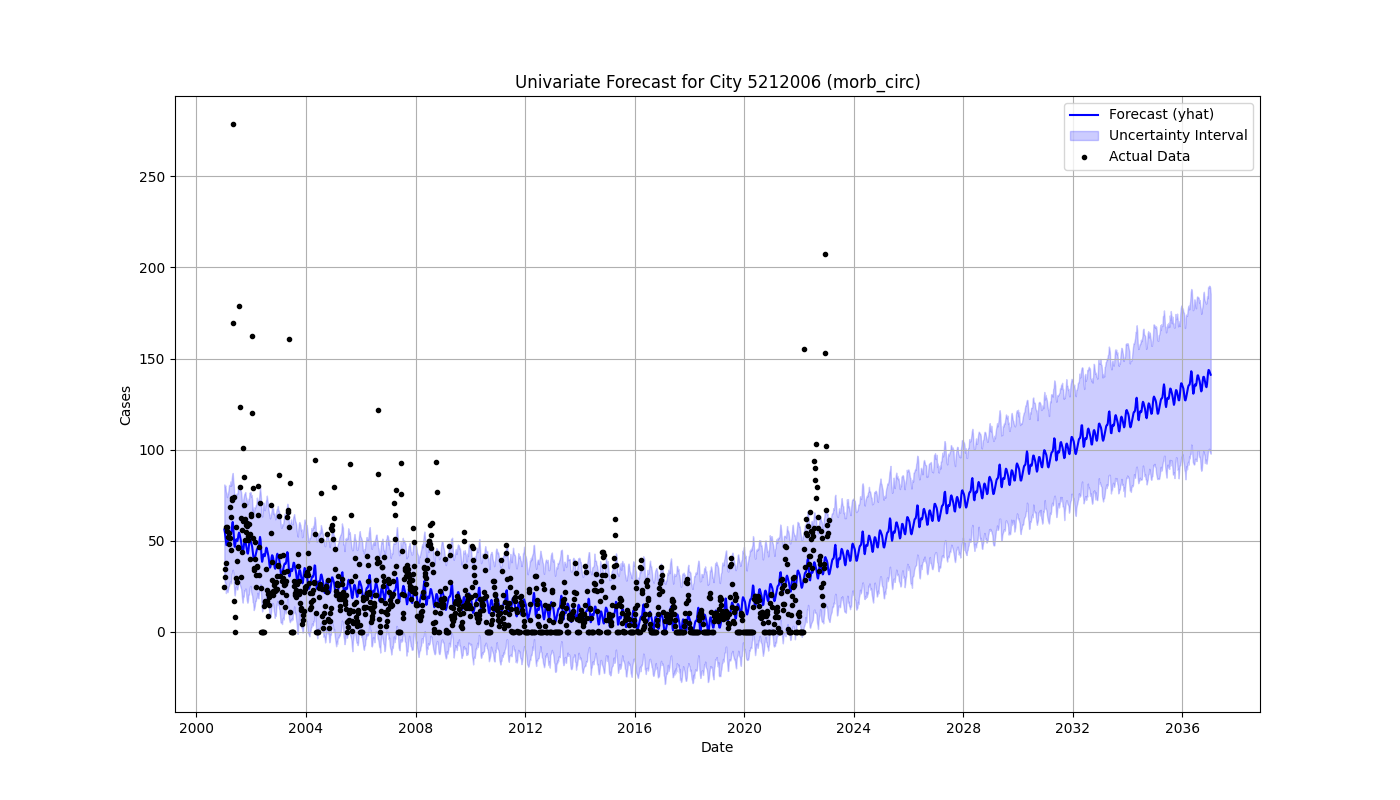 Univariate Forecast for City 5212006 (morb_circ)
Forecast (yhat)
Uncertainty Interval
Actual Data
Cases
250
200
150
100
50
0
2000 2004 2008 2012 2016 2020 2024 2028 2032 2036
Date